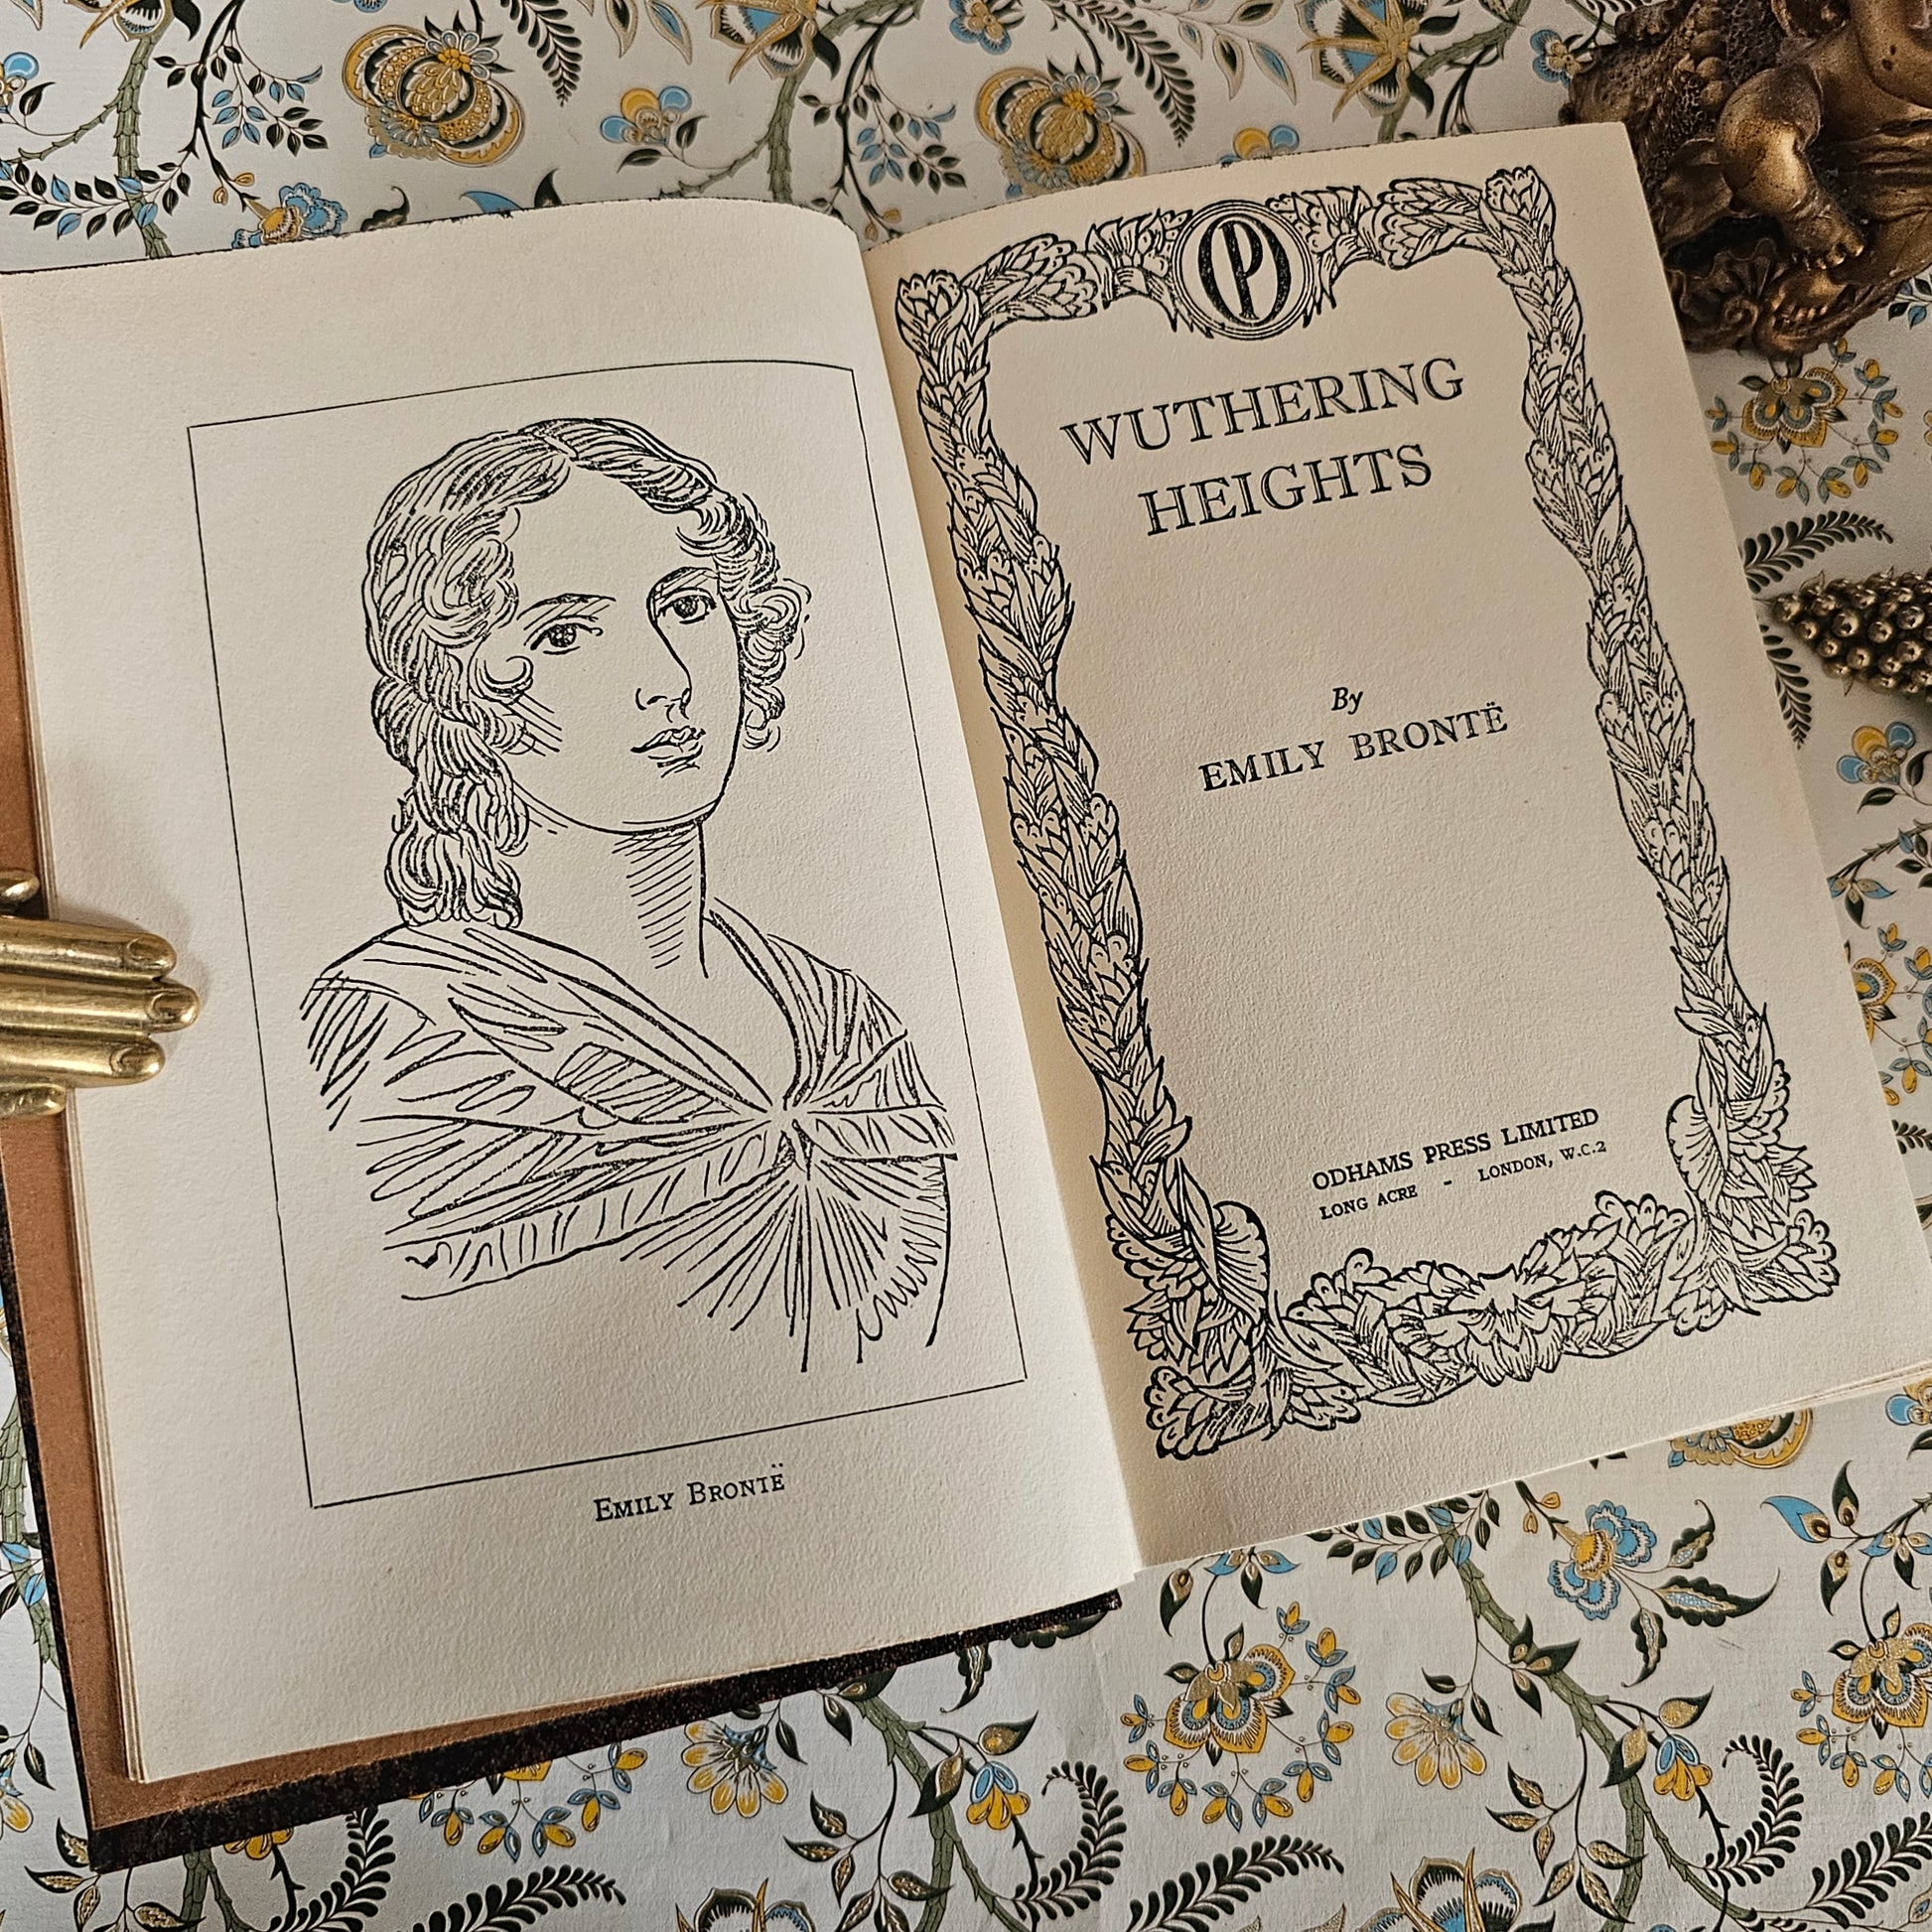 EMILY BRONTË
OP
WUTHERING
HEIGHTS
By
EMILY BRONTË
ODHAMS PRESS LIMITED
LONG ACRE - LONDON, W.C.2